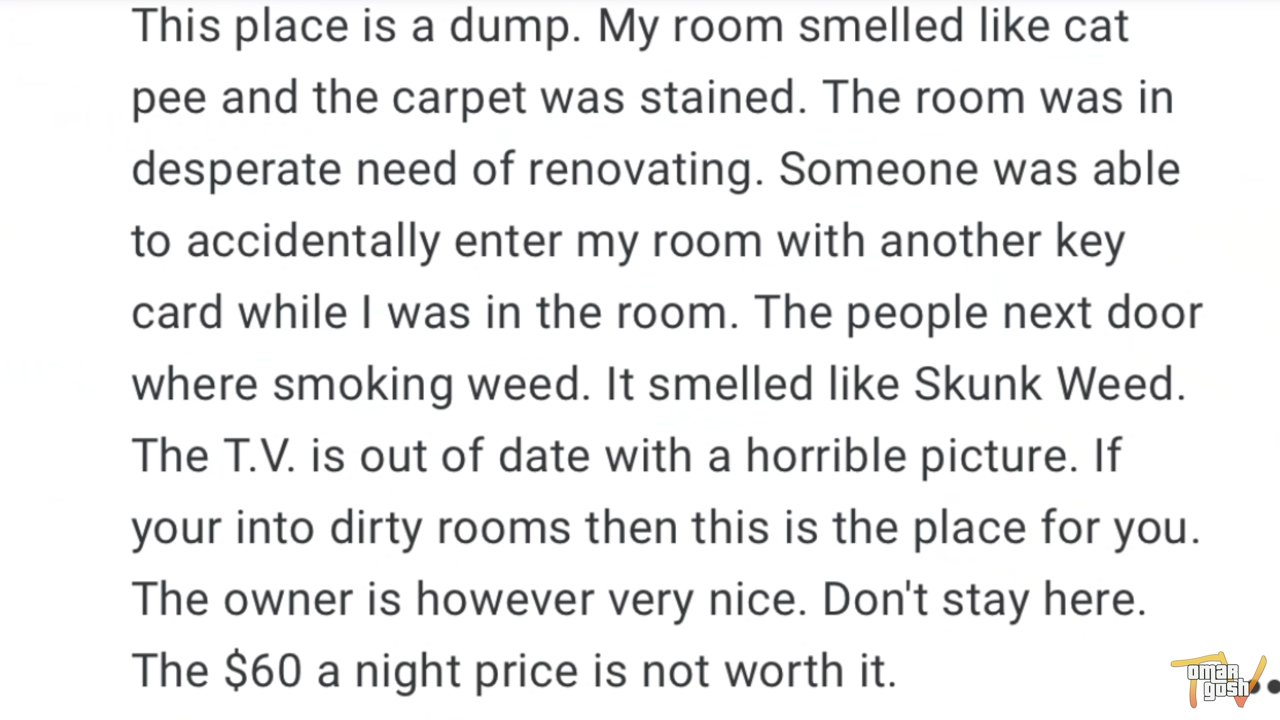 This place is a dump. My room smelled like cat
pee and the carpet was stained. The room was in
desperate need of renovating. Someone was able
to accidentally enter my room with another key
card while I was in the room. The people next door
where smoking weed. It smelled like Skunk Weed.
The T.V. is out of date with a horrible picture. If
your into dirty rooms then this is the place for you.
The owner is however very nice. Don't stay here.
The $60 a night price is not worth it.
omar
gosh
TV